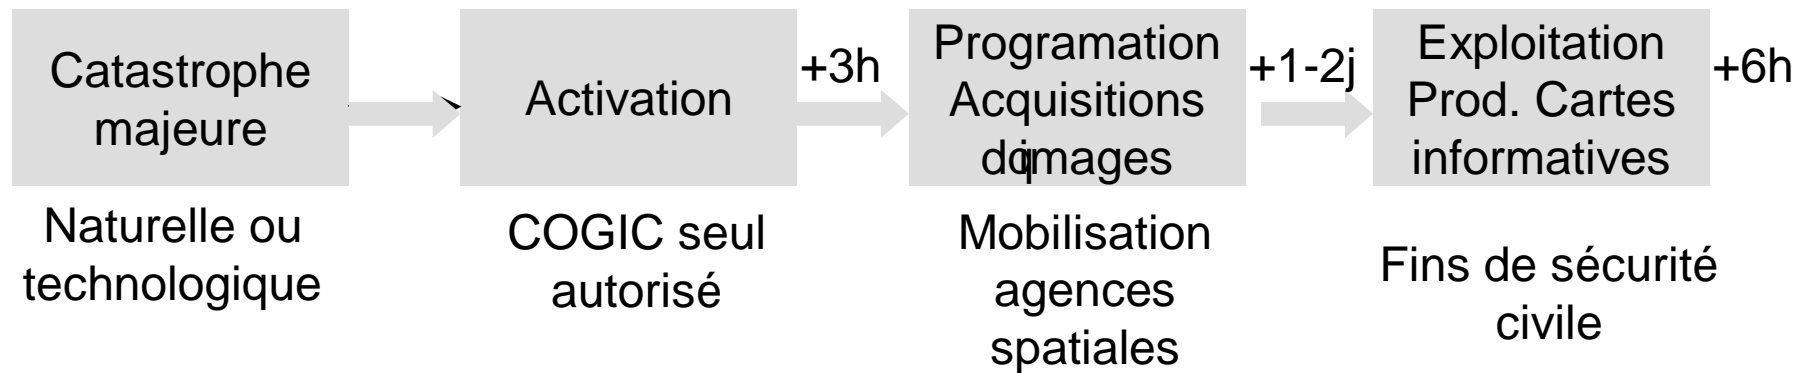 Catastrophe
majeure
Naturelle ou
technologique
Activation
COGIC seul
autorisé
+3h
Programation
Acquisitions
dqimages
Mobilisation
agences
spatiales
+1-2j
Exploitation
Prod. Cartes
informatives
Fins de sécurité
civile
+6h